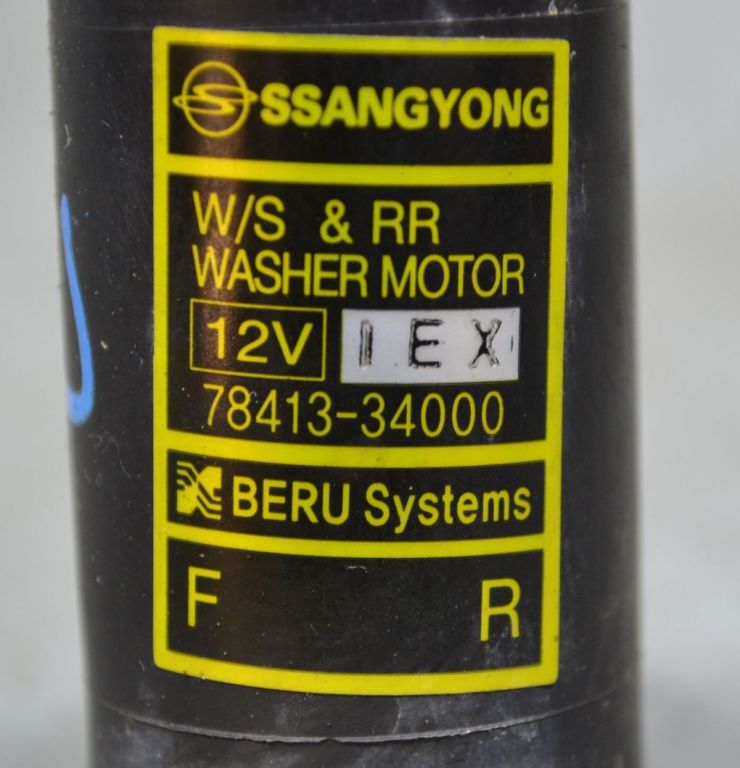 SSANGYONG
W/S & RR
WASHER MOTOR
12V IEX
78413-34000
BERU Systems
F R